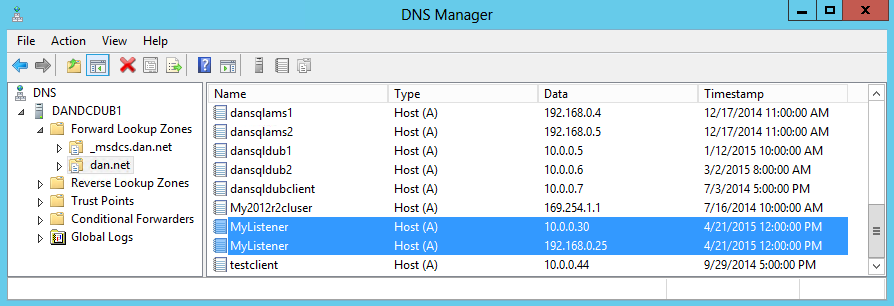 DNS Manager
File Action View Help
DNS
DANDCDUB1
Forward Lookup Zones
_msdcs.dan.net
dan.net
Reverse Lookup Zones
Trust Points
Conditional Forwarders
Global Logs
Name Type Data Timestamp
dansqlams1 Host (A) 192.168.0.4 12/17/2014 11:00:00 AM
dansqlams2 Host (A) 192.168.0.5 12/17/2014 11:00:00 AM
dansqldub1 Host (A) 10.0.0.5 1/12/2015 10:00:00 AM
dansqldub2 Host (A) 10.0.0.6 3/2/2015 8:00:00 AM
dansqldubclient Host (A) 10.0.0.7 7/3/2014 5:00:00 PM
My2012r2cluser Host (A) 169.254.1.1 7/16/2014 10:00:00 AM
MyListener Host (A) 10.0.0.30 4/21/2015 12:00:00 PM
MyListener Host (A) 192.168.0.25 4/21/2015 12:00:00 PM
testclient Host (A) 10.0.0.44 9/29/2014 5:00:00 PM